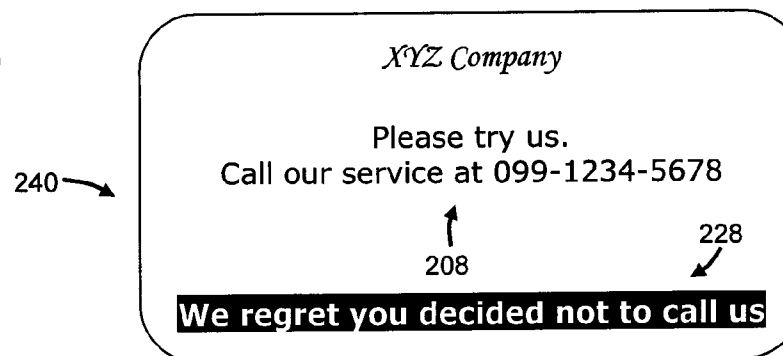 XYZ Company
Please try us.
Call our service at 099-1234-5678
240
208
228
We regret you decided not to call us